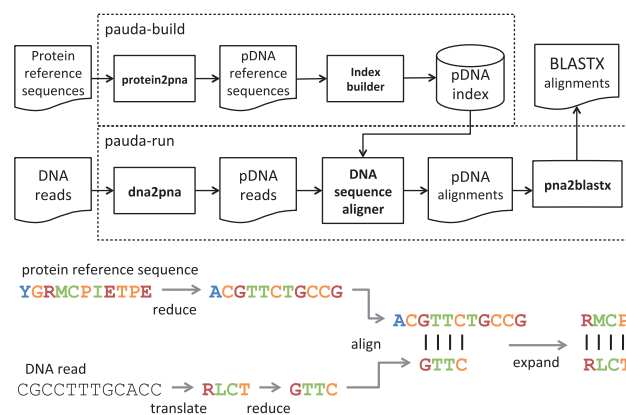 pauda-build
Protein
reference
sequences
protein2pna
pDNA
reference
sequences
Index
builder
pDNA
index
BLASTX
alignments
pauda-run
DNA
reads
dna2pna
pDNA
reads
DNA
sequence
aligner
pDNA
alignments
pna2blastx
protein reference sequence
YGRMCPIETPE
reduce
ACGTTCTGCCG
align
ACGTTCTGCCG
GTTC
expand
RMCP
RLCT
DNA read
CGCCTTTGCACC
translate
RLCT
reduce
GTTC